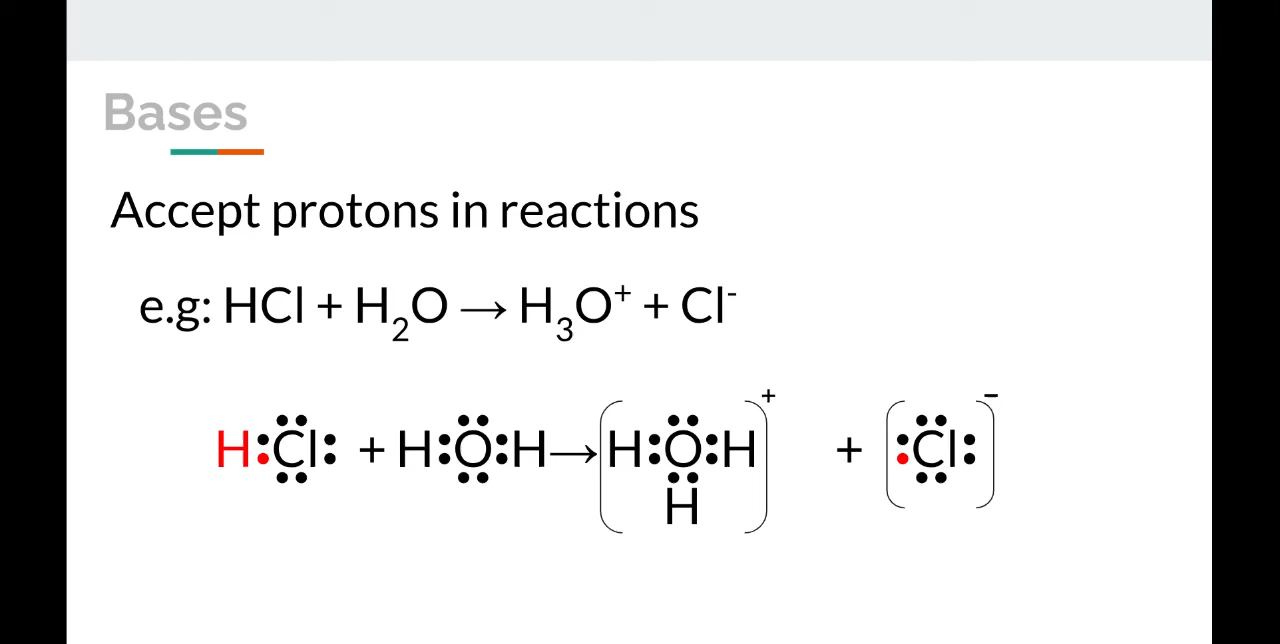 Bases
Accept protons in reactions
e.g: HCl + H₂O → H₃O⁺ + Cl⁻
H:Cl: + H:O:H→[H:O:H]⁺ + [:Cl:]⁻
H